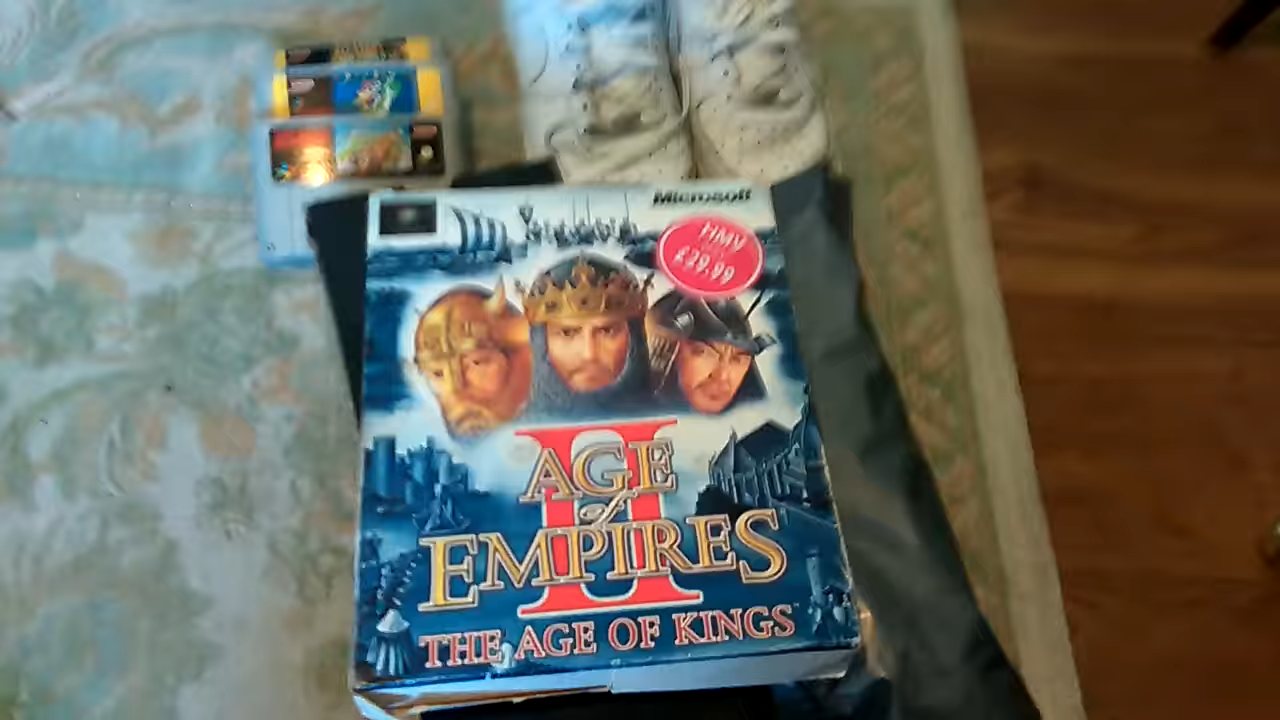 Microsoft
HMV
£29.99
AGE
of
EMPIRES
II
THE AGE OF KINGS